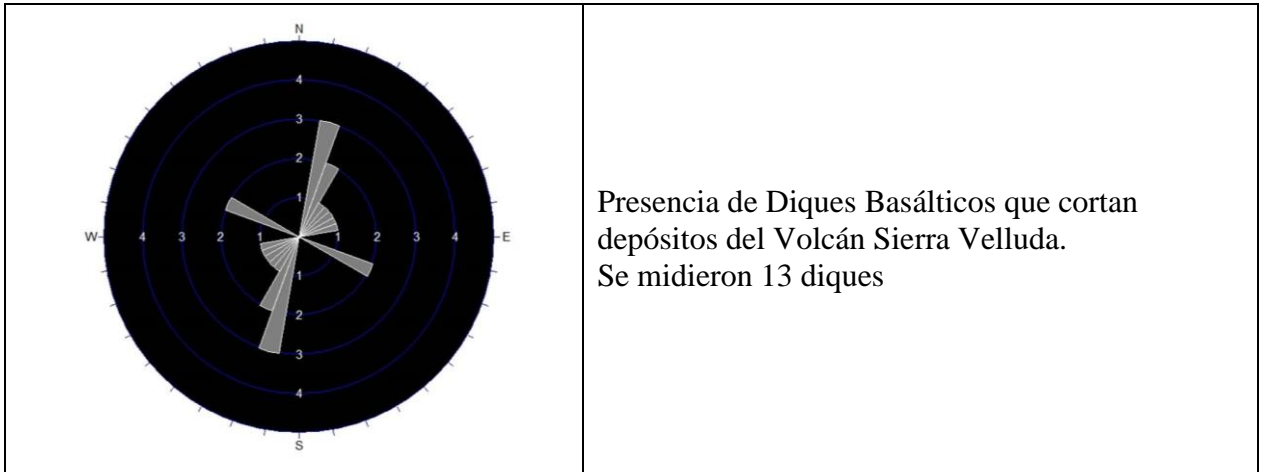 N
4
3
2
1
W 4 3 2 1 1 2 3 4 E
1
2
3
4
S
Presencia de Diques Basálticos que cortan
depósitos del Volcán Sierra Velluda.
Se midieron 13 diques